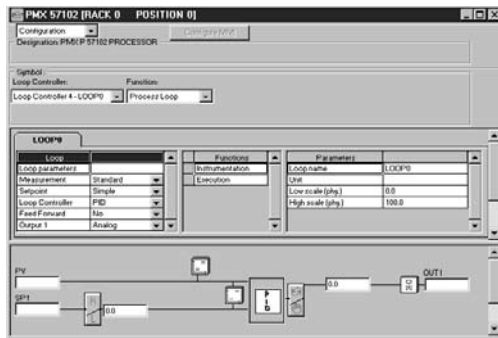 PMX 57102 [RACK 0 POSITION 0]
Configuration
Configure MMI
Designation: PMX P 57102 PROCESSOR
Symbol:
Loop Controller: Function:
Loop Controller 4 - LOOP0 Process Loop
LOOP0
Loop Functions Parameters
Loop parameters Instrumentation Loop name LOOP0
Measurement Standard Execution Unit
Setpoint Simple Low scale (phy.) 0.0
Loop Controller PID High scale (phy.) 100.0
Feed Forward No
Output 1 Analog
PV
OUT1
SP1
0.0
P
I
D
0.0